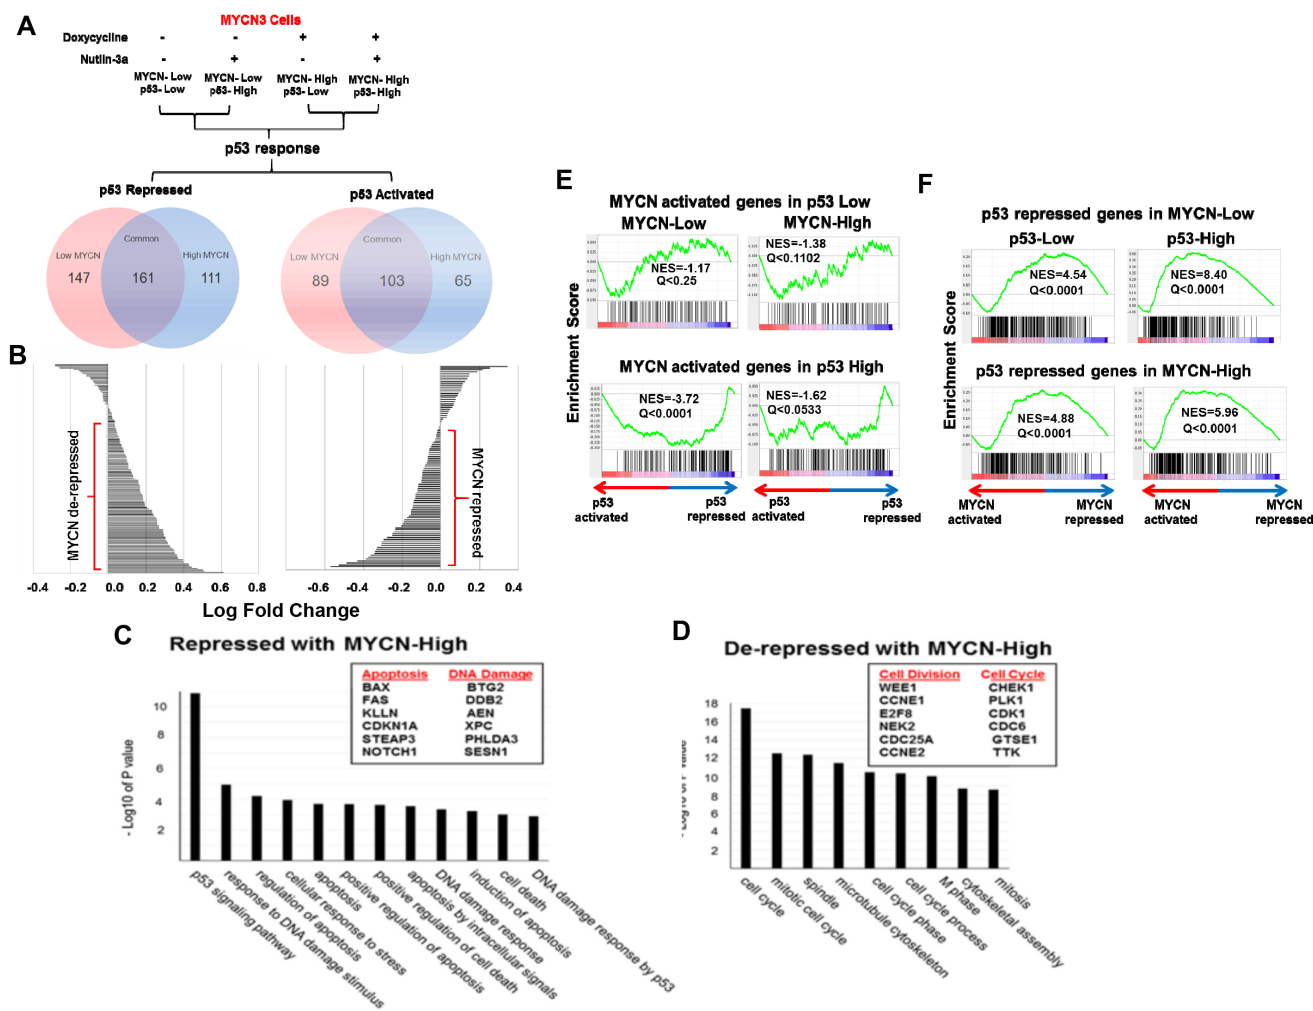 A
MYCN3 Cells
Doxycycline - - + +
Nutlin-3a - + - +
MYCN- Low MYCN- Low MYCN- High MYCN- High
p53- Low p53- High p53- Low p53- High
p53 response
p53 Repressed p53 Activated
Common Common
Low MYCN High MYCN Low MYCN High MYCN
147 161 111 89 103 65
B
MYCN de-repressed
MYCN repressed
-0.4 -0.2 0.0 0.2 0.4 0.6 0.8 -0.6 -0.4 -0.2 0.0 0.2 0.4
Log Fold Change
C
Repressed with MYCN-High
Apoptosis DNA Damage
BAX BTG2
FAS DDB2
KLLN AEN
CDKN1A XPC
STEAP3 PHLDA3
NOTCH1 SESN1
- Log10 of P value
10
8
6
4
2
p53 signaling pathway
response to DNA damage stimulus
regulation of apoptosis
cellular response to stress
apoptosis
positive regulation of apoptosis
positive regulation of cell death
apoptosis by intracellular signals
DNA damage response
induction of apoptosis
cell death
DNA damage response by p53
D
De-repressed with MYCN-High
Cell Division Cell Cycle
WEE1 CHEK1
CCNE1 PLK1
E2F8 CDK1
NEK2 CDC6
CDC25A GTSE1
CCNE2 TTK
- Log10 of P value
18
16
14
12
10
8
6
4
2
cell cycle
mitotic cell cycle
spindle
microtubule cytoskeleton
cell cycle phase
cell cycle process
M phase
cytoskeletal assembly
mitosis
E
MYCN activated genes in p53 Low
MYCN-Low MYCN-High
NES=-1.17
Q<0.25
NES=-1.38
Q<0.1102
Enrichment Score
MYCN activated genes in p53 High
NES=-3.72
Q<0.0001
NES=-1.62
Q<0.0533
p53 activated p53 repressed p53 activated p53 repressed
F
p53 repressed genes in MYCN-Low
p53-Low p53-High
NES=4.54
Q<0.0001
NES=8.40
Q<0.0001
Enrichment Score
p53 repressed genes in MYCN-High
NES=4.88
Q<0.0001
NES=5.96
Q<0.0001
MYCN activated MYCN repressed MYCN activated MYCN repressed